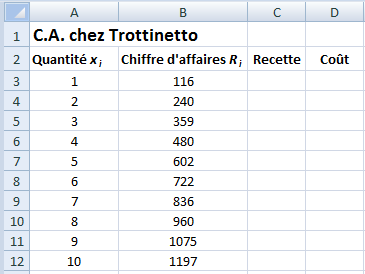 A B C D
1 C.A. chez Trottinetto
2 Quantité xi Chiffre d'affaires Ri Recette Coût
3 1 116
4 2 240
5 3 359
6 4 480
7 5 602
8 6 722
9 7 836
10 8 960
11 9 1075
12 10 1197